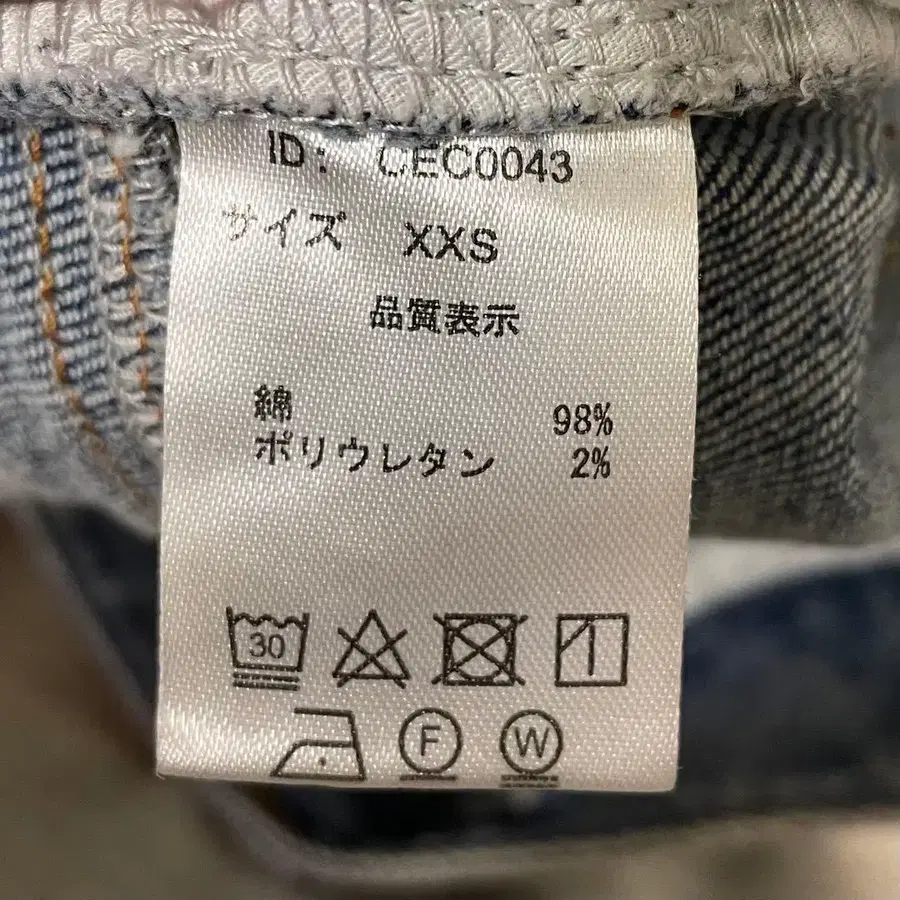 ID: CEC0043
サイズ XXS
品質表示
綿 98%
ポリウレタン 2%
30
F W